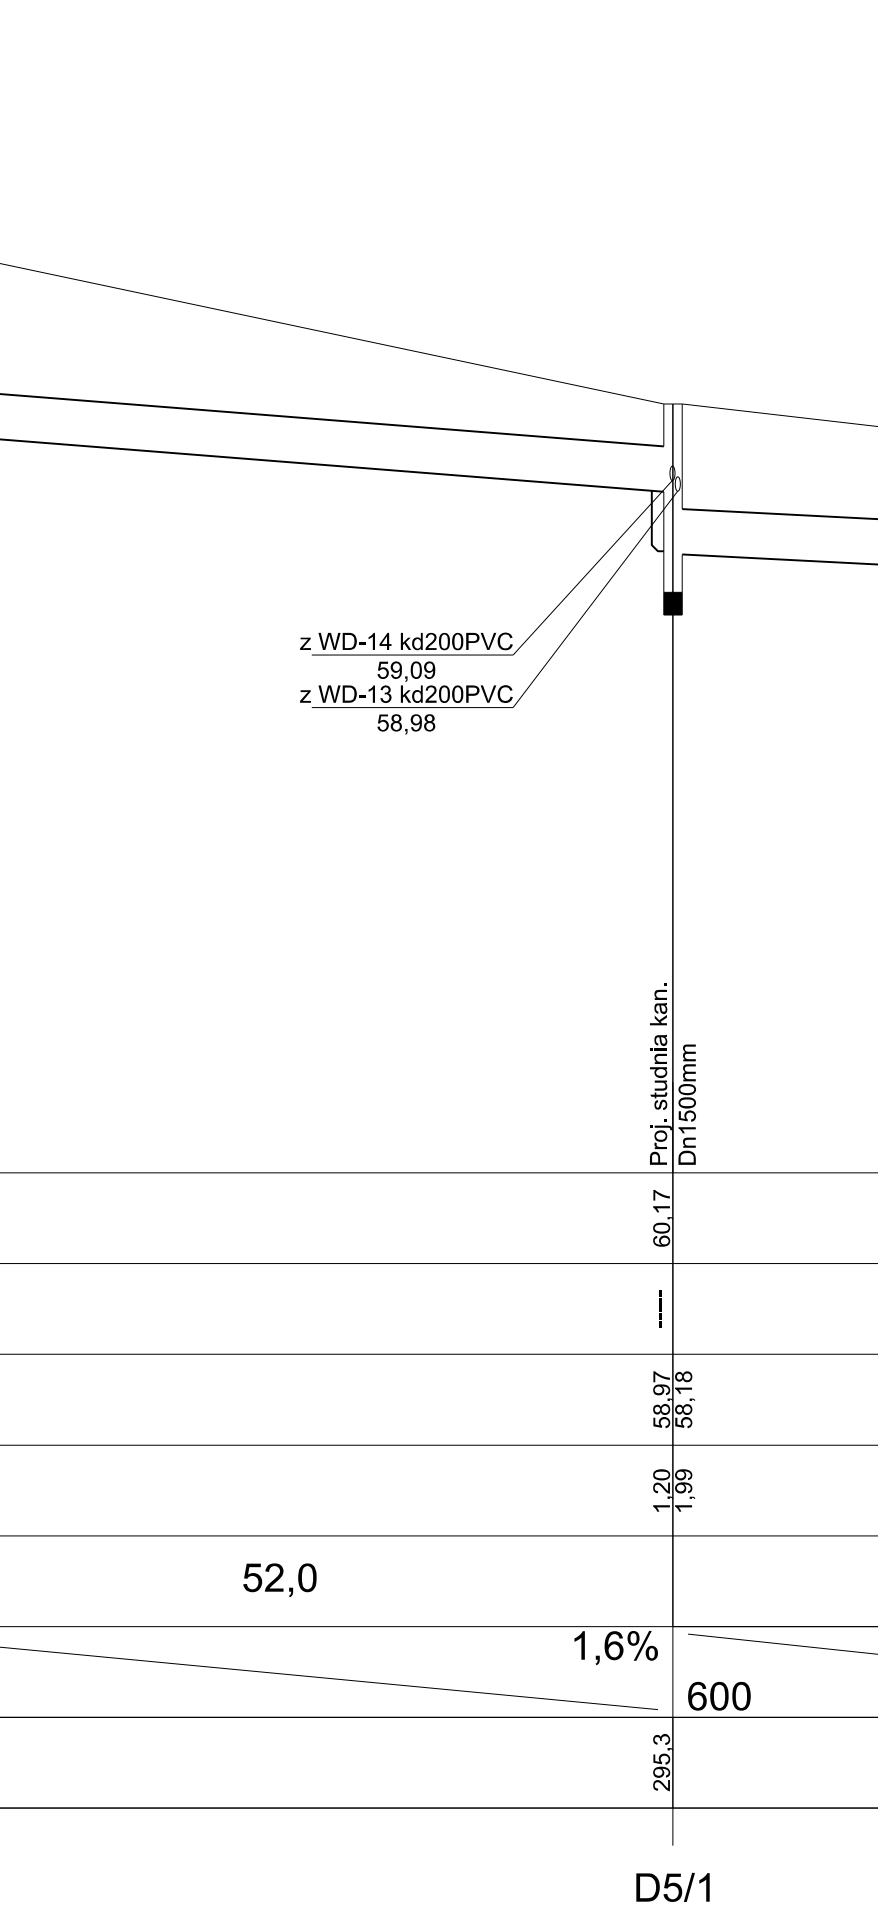 z WD-14 kd200PVC
59,09
z WD-13 kd200PVC
58,98
Proj. studnia kan.
Dn1500mm
60,17
-----
58,97
58,18
1,20
1,99
52,0
1,6%
600
295,3
D5/1